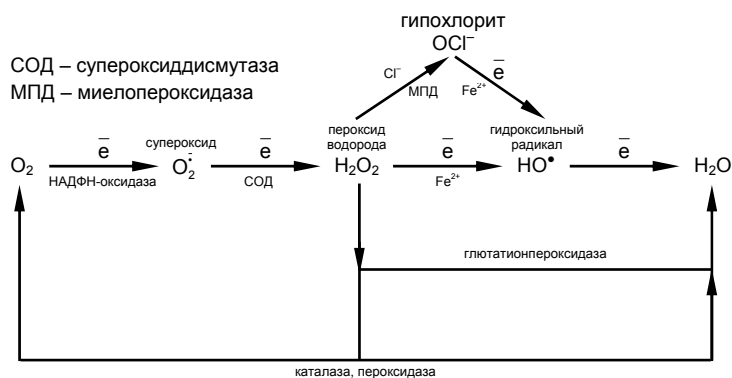 гипохлорит
OCl⁻
СОД – супероксиддисмутаза
МПД – миелопероксидаза
Cl⁻
МПД
e̅
Fe²⁺
пероксид
водорода
гидроксильный
радикал
супероксид
O₂ e̅ O₂⁻̇ e̅ H₂O₂ e̅ HO• e̅ H₂O
НАДФН-оксидаза СОД Fe²⁺
глютатионпероксидаза
каталаза, пероксидаза